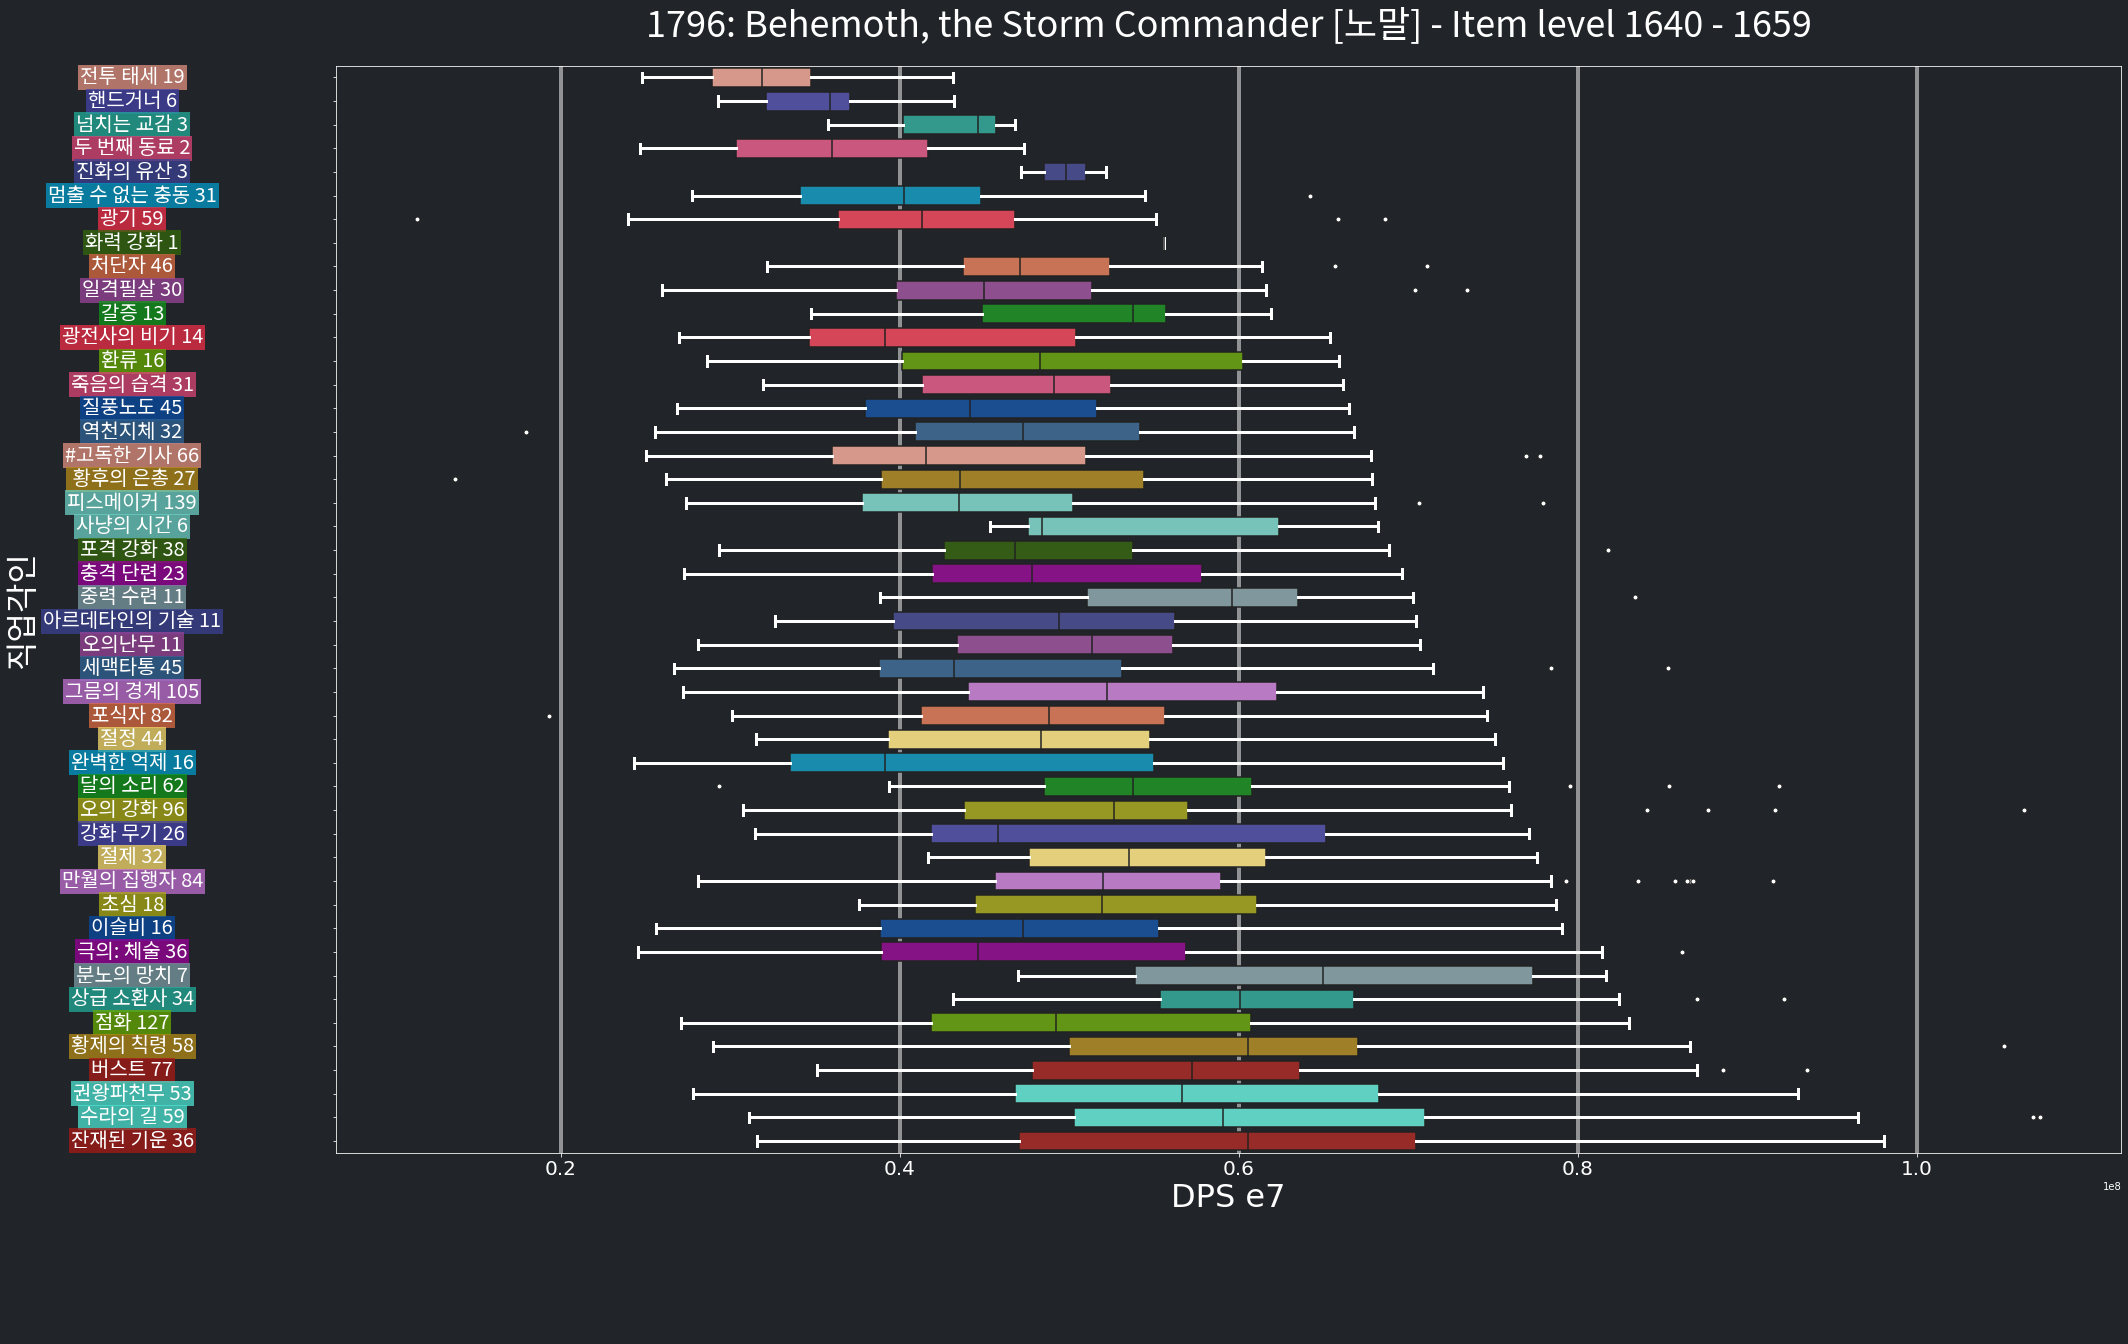 1796: Behemoth, the Storm Commander [노말] - Item level 1640 - 1659
전투 태세 19
핸드거너 6
넘치는 교감 3
두 번째 동료 2
진화의 유산 3
멈출 수 없는 충동 31
광기 59
화력 강화 1
처단자 46
일격필살 30
갈증 13
광전사의 비기 14
환류 16
죽음의 습격 31
질풍노도 45
역천지체 32
#고독한 기사 66
황후의 은총 27
피스메이커 139
사냥의 시간 6
포격 강화 38
충격 단련 23
중력 수련 11
아르데타인의 기술 11
오의난무 11
세맥타통 45
그믐의 경계 105
포식자 82
절정 44
완벽한 억제 16
달의 소리 62
오의 강화 96
강화 무기 26
절제 32
만월의 집행자 84
초심 18
이슬비 16
극의: 체술 36
분노의 망치 7
상급 소환사 34
점화 127
황제의 칙령 58
버스트 77
권왕파천무 53
수라의 길 59
잔재된 기운 36
직업각인
0.2 0.4 0.6 0.8 1.0
DPS e7
1e8